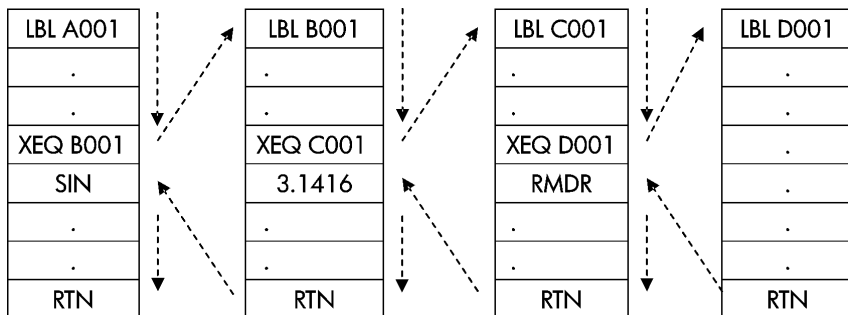 LBL A001 LBL B001 LBL C001 LBL D001
. . . .
. . . .
XEQ B001 XEQ C001 XEQ D001 .
SIN 3.1416 RMDR .
. . . .
. . . .
RTN RTN RTN RTN